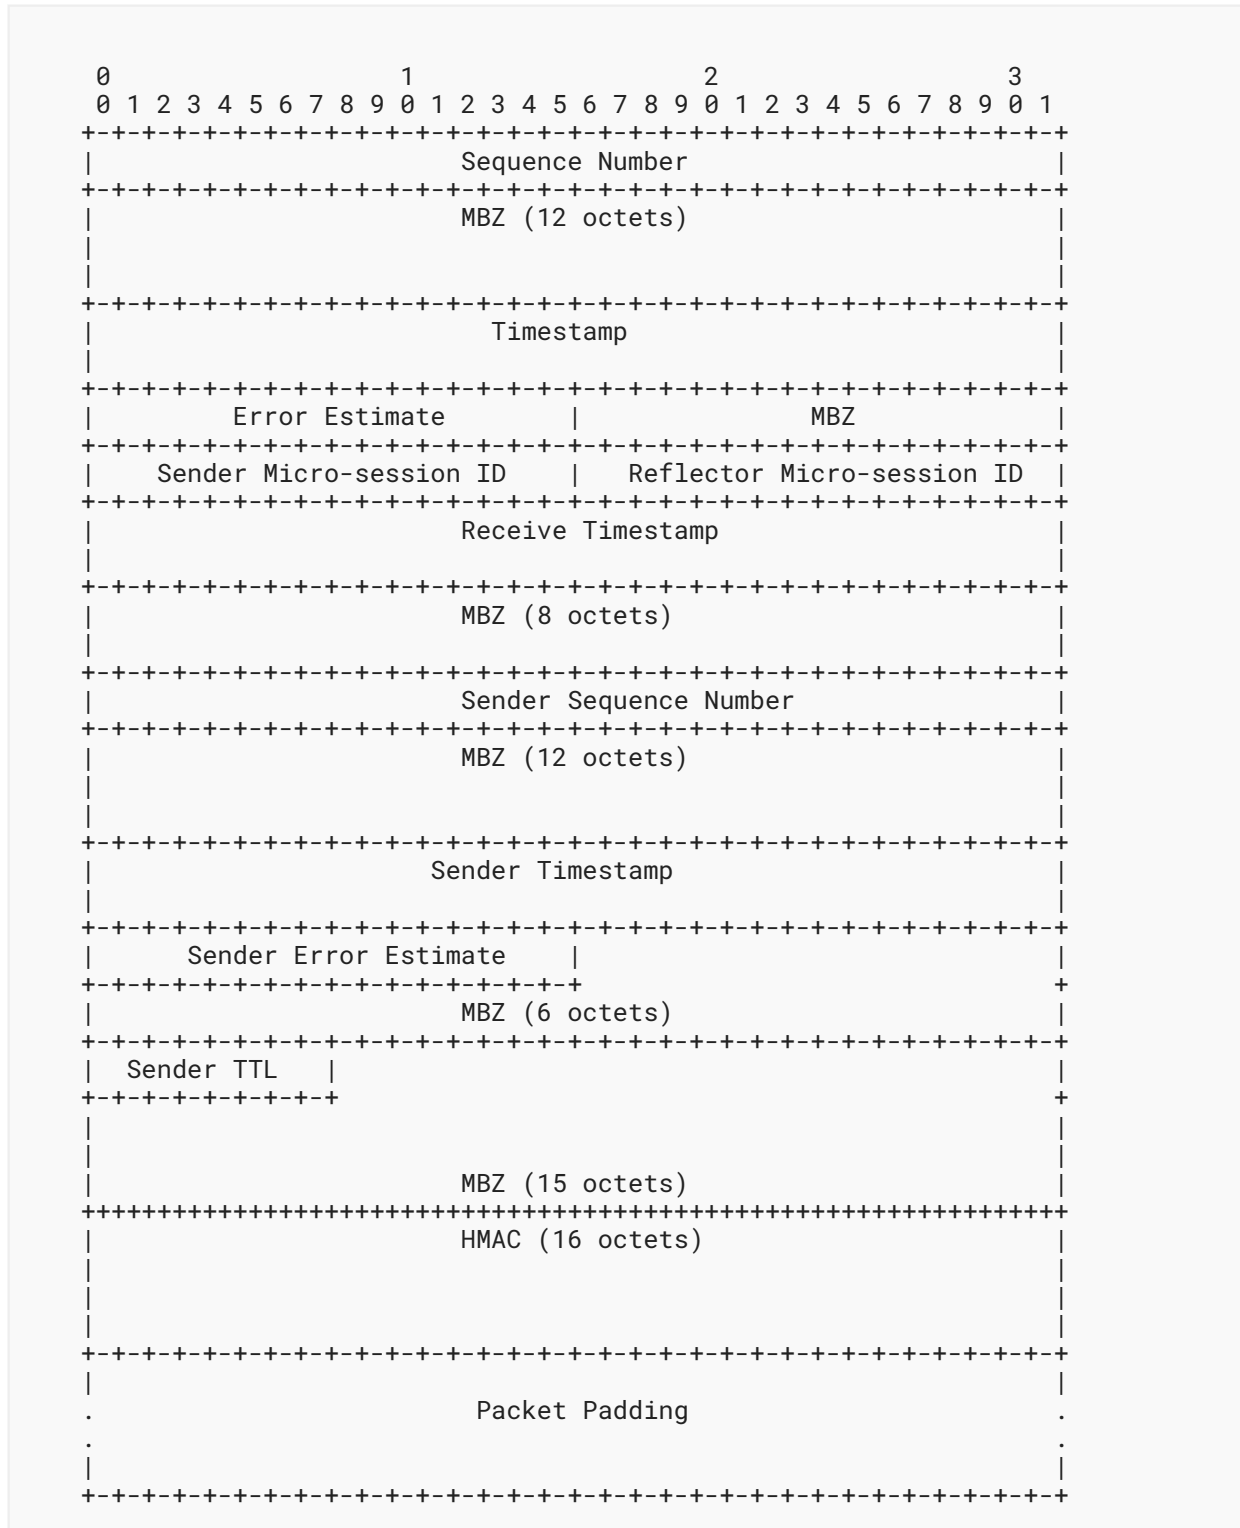 0                   1                   2                   3
 0 1 2 3 4 5 6 7 8 9 0 1 2 3 4 5 6 7 8 9 0 1 2 3 4 5 6 7 8 9 0 1
+-+-+-+-+-+-+-+-+-+-+-+-+-+-+-+-+-+-+-+-+-+-+-+-+-+-+-+-+-+-+-+-+
|                        Sequence Number                        |
+-+-+-+-+-+-+-+-+-+-+-+-+-+-+-+-+-+-+-+-+-+-+-+-+-+-+-+-+-+-+-+-+
|                        MBZ (12 octets)                        |
|                                                               |
|                                                               |
+-+-+-+-+-+-+-+-+-+-+-+-+-+-+-+-+-+-+-+-+-+-+-+-+-+-+-+-+-+-+-+-+
|                          Timestamp                            |
|                                                               |
+-+-+-+-+-+-+-+-+-+-+-+-+-+-+-+-+-+-+-+-+-+-+-+-+-+-+-+-+-+-+-+-+
|         Error Estimate        |               MBZ             |
+-+-+-+-+-+-+-+-+-+-+-+-+-+-+-+-+-+-+-+-+-+-+-+-+-+-+-+-+-+-+-+-+
|    Sender Micro-session ID    |   Reflector Micro-session ID  |
+-+-+-+-+-+-+-+-+-+-+-+-+-+-+-+-+-+-+-+-+-+-+-+-+-+-+-+-+-+-+-+-+
|                        Receive Timestamp                      |
|                                                               |
+-+-+-+-+-+-+-+-+-+-+-+-+-+-+-+-+-+-+-+-+-+-+-+-+-+-+-+-+-+-+-+-+
|                        MBZ (8 octets)                         |
|                                                               |
+-+-+-+-+-+-+-+-+-+-+-+-+-+-+-+-+-+-+-+-+-+-+-+-+-+-+-+-+-+-+-+-+
|                        Sender Sequence Number                 |
+-+-+-+-+-+-+-+-+-+-+-+-+-+-+-+-+-+-+-+-+-+-+-+-+-+-+-+-+-+-+-+-+
|                        MBZ (12 octets)                        |
|                                                               |
|                                                               |
+-+-+-+-+-+-+-+-+-+-+-+-+-+-+-+-+-+-+-+-+-+-+-+-+-+-+-+-+-+-+-+-+
|                      Sender Timestamp                         |
|                                                               |
+-+-+-+-+-+-+-+-+-+-+-+-+-+-+-+-+-+-+-+-+-+-+-+-+-+-+-+-+-+-+-+-+
|      Sender Error Estimate    |                               |
+-+-+-+-+-+-+-+-+-+-+-+-+-+-+-+-+                               +
|                        MBZ (6 octets)                         |
+-+-+-+-+-+-+-+-+-+-+-+-+-+-+-+-+-+-+-+-+-+-+-+-+-+-+-+-+-+-+-+-+
|  Sender TTL   |                                               |
+-+-+-+-+-+-+-+-+                                               +
|                                                               |
|                                                               |
|                        MBZ (15 octets)                        |
+++++++++++++++++++++++++++++++++++++++++++++++++++++++++++++++++
|                        HMAC (16 octets)                       |
|                                                               |
|                                                               |
|                                                               |
+-+-+-+-+-+-+-+-+-+-+-+-+-+-+-+-+-+-+-+-+-+-+-+-+-+-+-+-+-+-+-+-+
|                                                               |
.                         Packet Padding                        .
.                                                               .
|                                                               |
+-+-+-+-+-+-+-+-+-+-+-+-+-+-+-+-+-+-+-+-+-+-+-+-+-+-+-+-+-+-+-+-+